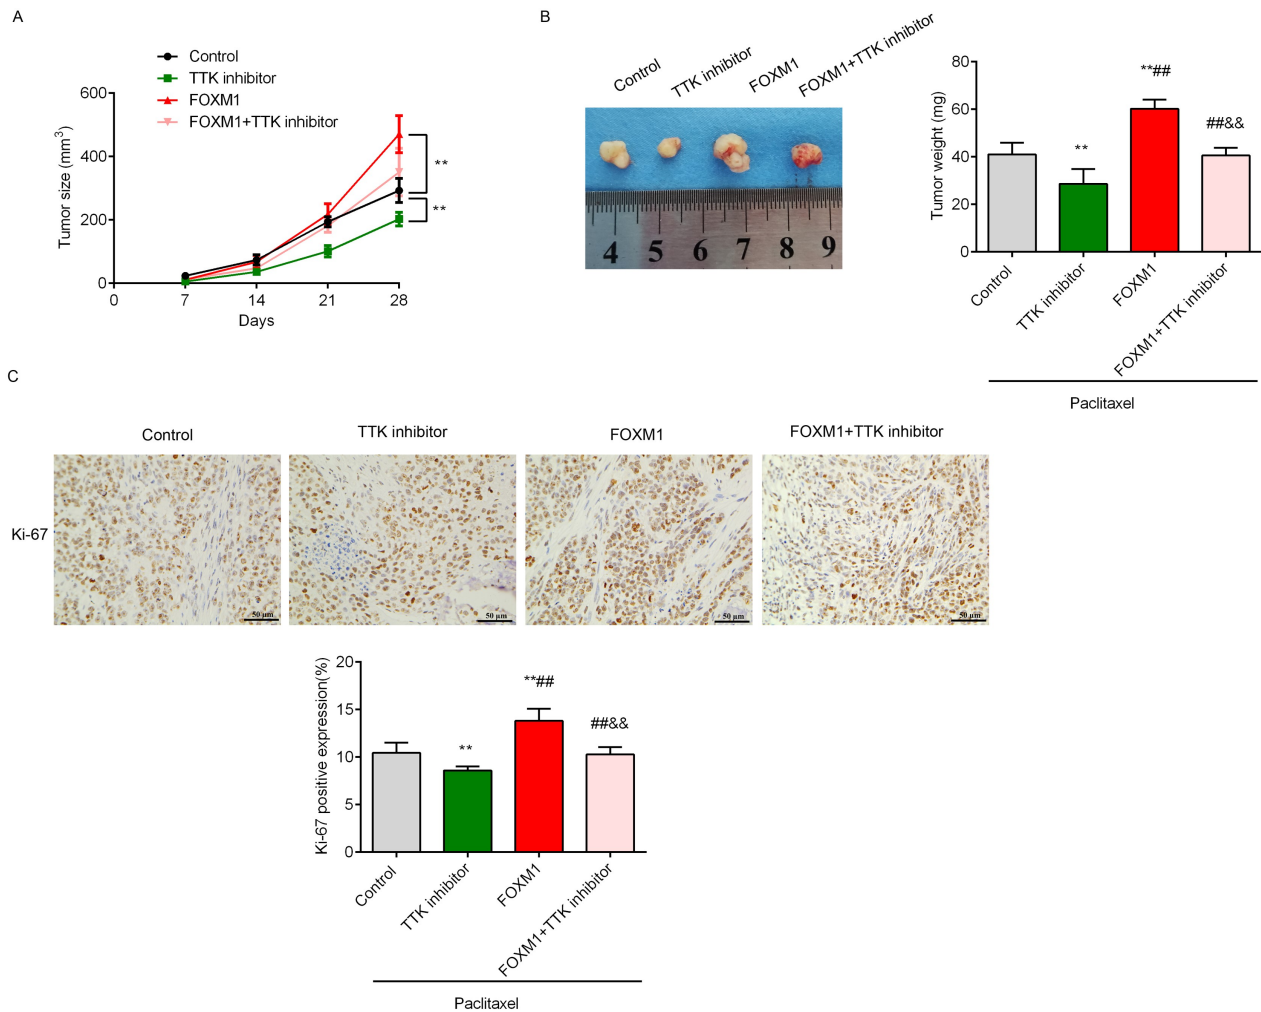 A
Control
TTK inhibitor
FOXM1
FOXM1+TTK inhibitor
Tumor size (mm³)
600
400
200
0
0 7 14 21 28
Days
**
**
B
Control
TTK inhibitor
FOXM1
FOXM1+TTK inhibitor
4 5 6 7 8 9
Tumor weight (mg)
80
60
40
20
0
**
**##
##&&
Control
TTK inhibitor
FOXM1
FOXM1+TTK inhibitor
Paclitaxel
C
Control
TTK inhibitor
FOXM1
FOXM1+TTK inhibitor
Ki-67
50 μm
50 μm
50 μm
50 μm
Ki-67 positive expression(%)
20
15
10
5
0
**
**##
##&&
Control
TTK inhibitor
FOXM1
FOXM1+TTK inhibitor
Paclitaxel